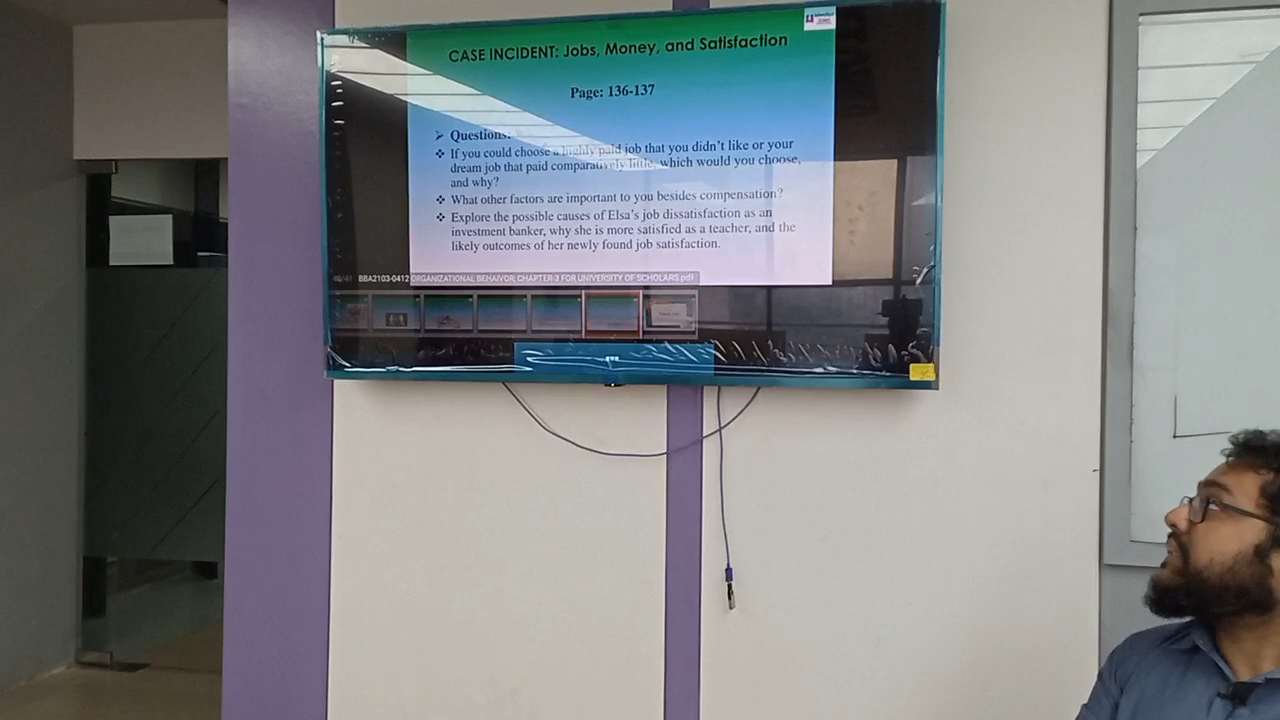 CASE INCIDENT: Jobs, Money, and Satisfaction
Page: 136-137
➤ Questions:
❖ If you could choose a highly paid job that you didn't like or your
dream job that paid comparatively little, which would you choose,
and why?
❖ What other factors are important to you besides compensation?
❖ Explore the possible causes of Elsa's job dissatisfaction as an
investment banker, why she is more satisfied as a teacher, and the
likely outcomes of her newly found job satisfaction.
BBA2103-0412 ORGANIZATIONAL BEHAIVOR, CHAPTER-3 FOR UNIVERSITY OF SCHOLARS.pdf